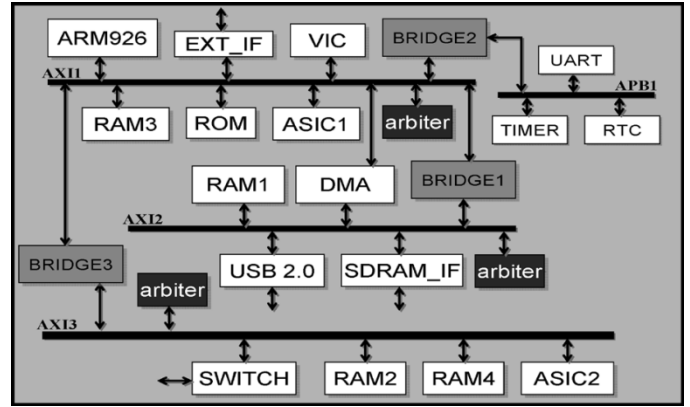 ARM926
EXT_IF
VIC
BRIDGE2
UART
AXI1
APB1
RAM3
ROM
ASIC1
arbiter
TIMER
RTC
RAM1
DMA
BRIDGE1
AXI2
BRIDGE3
USB 2.0
SDRAM_IF
arbiter
arbiter
AXI3
SWITCH
RAM2
RAM4
ASIC2